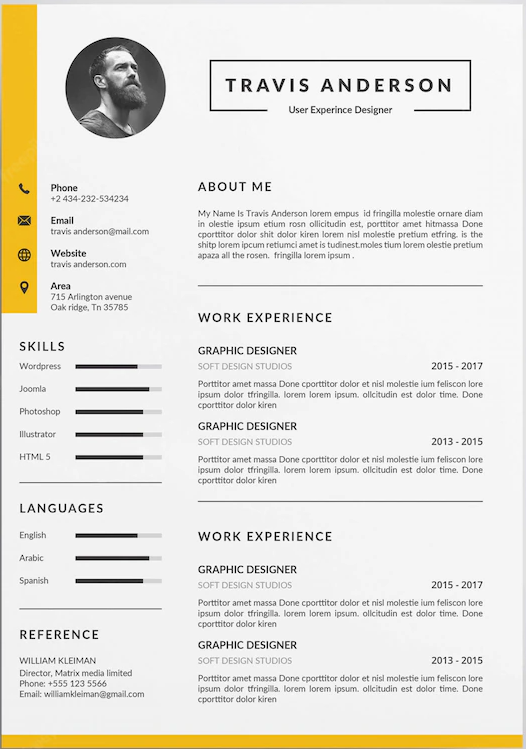 TRAVIS ANDERSON
User Experince Designer
Phone
+2 434-232-534234
Email
travis anderson@mail.com
Website
travis anderson.com
Area
715 Arlington avenue
Oak ridge, Tn 35785
SKILLS
Wordpress
Joomla
Photoshop
Illustrator
HTML 5
LANGUAGES
English
Arabic
Spanish
REFERENCE
WILLIAM KLEIMAN
Director, Matrix media limited
Phone: +555 123 5566
Email: williamkleiman@gmail.com
ABOUT ME
My Name Is Travis Anderson lorem empus id fringilla molestie ornare diam
in olestie ipsum etium rosn ollicitudin est, porttitor amet hitmassa Done
cporttitor dolor shit dolor kiren lorem nisl molestie pretium etfring. is the
shitp lorem ipcum retiumci amet is tudinest.moles tium lorem olestie pretium
apaza all the rosen. fringilla lorem ipsum .
WORK EXPERIENCE
GRAPHIC DESIGNER
SOFT DESIGN STUDIOS 2015 - 2017
Porttitor amet massa Done cporttitor dolor et nisl molestie ium feliscon lore
ipsum dolor tfringilla. lorem lorem ipsum. ollcitudin est dolor time. Done
cporttitor dolor kiren
GRAPHIC DESIGNER
SOFT DESIGN STUDIOS 2013 - 2015
Porttitor amet massa Done cporttitor dolor et nisl molestie ium feliscon lore
ipsum dolor tfringilla. lorem lorem ipsum. ollcitudin est dolor time. Done
cporttitor dolor kiren
WORK EXPERIENCE
GRAPHIC DESIGNER
SOFT DESIGN STUDIOS 2015 - 2017
Porttitor amet massa Done cporttitor dolor et nisl molestie ium feliscon lore
ipsum dolor tfringilla. lorem lorem ipsum. ollcitudin est dolor time. Done
cporttitor dolor kiren
GRAPHIC DESIGNER
SOFT DESIGN STUDIOS 2013 - 2015
Porttitor amet massa Done cporttitor dolor et nisl molestie ium feliscon lore
ipsum dolor tfringilla. lorem lorem ipsum. ollcitudin est dolor time. Done
cporttitor dolor kiren